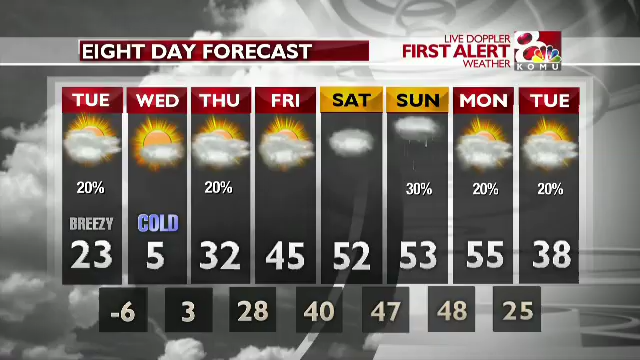 EIGHT DAY FORECAST
LIVE DOPPLER
FIRST ALERT
WEATHER
8
KOMU
TUE WED THU FRI SAT SUN MON TUE
20% 20% 30% 20% 20%
BREEZY COLD
23 5 32 45 52 53 55 38
-6 3 28 40 47 48 25